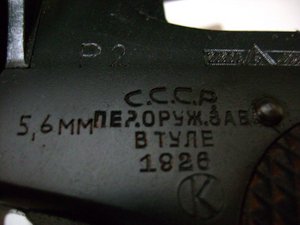 Р 2
С.С.С.Р
5,6 ММ ПЕР.ОРУЖ.ЗАВ
В ТУЛЕ
1926
К